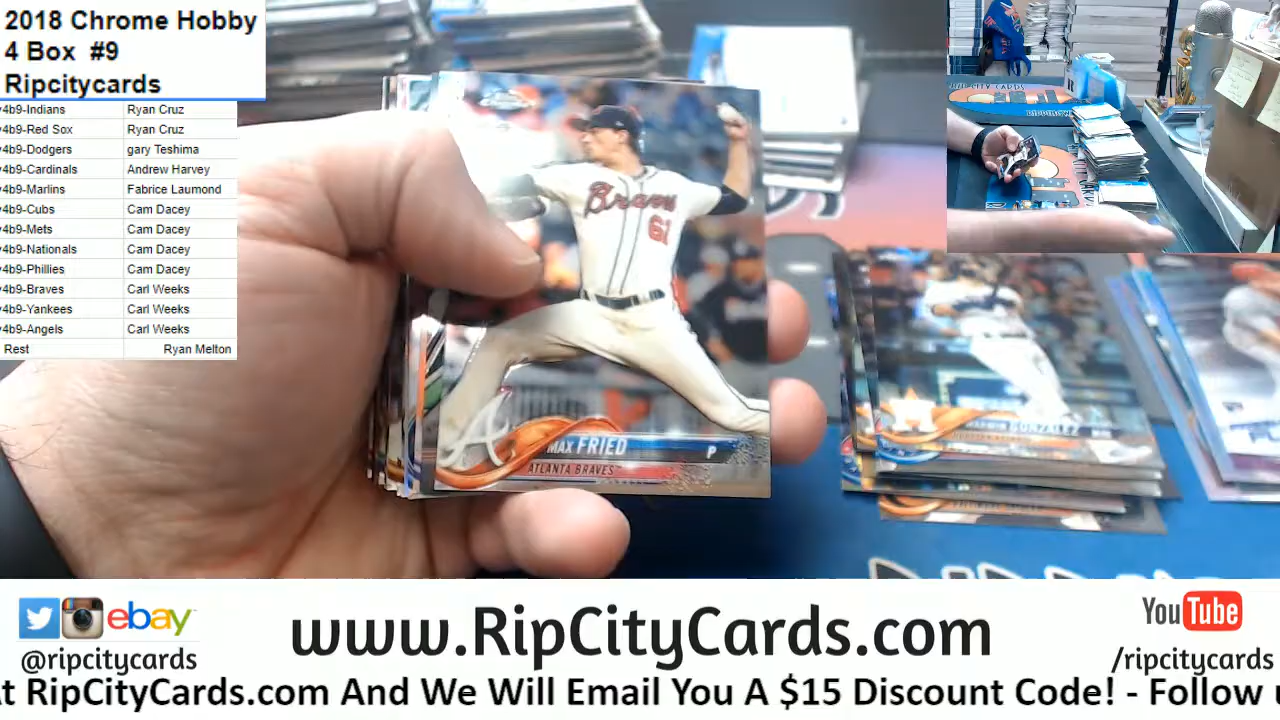 2018 Chrome Hobby
4 Box #9
Ripcitycards
4b9-Indians Ryan Cruz
4b9-Red Sox Ryan Cruz
4b9-Dodgers gary Teshima
4b9-Cardinals Andrew Harvey
4b9-Marlins Fabrice Laumond
4b9-Cubs Cam Dacey
4b9-Mets Cam Dacey
4b9-Nationals Cam Dacey
4b9-Phillies Cam Dacey
4b9-Braves Carl Weeks
4b9-Yankees Carl Weeks
4b9-Angels Carl Weeks
Rest Ryan Melton
Braves
61
MAX FRIED P
ATLANTA BRAVES
GONZALEZ
ebay
@ripcitycards
www.RipCityCards.com
YouTube
/ripcitycards
t RipCityCards.com And We Will Email You A $15 Discount Code! - Follow